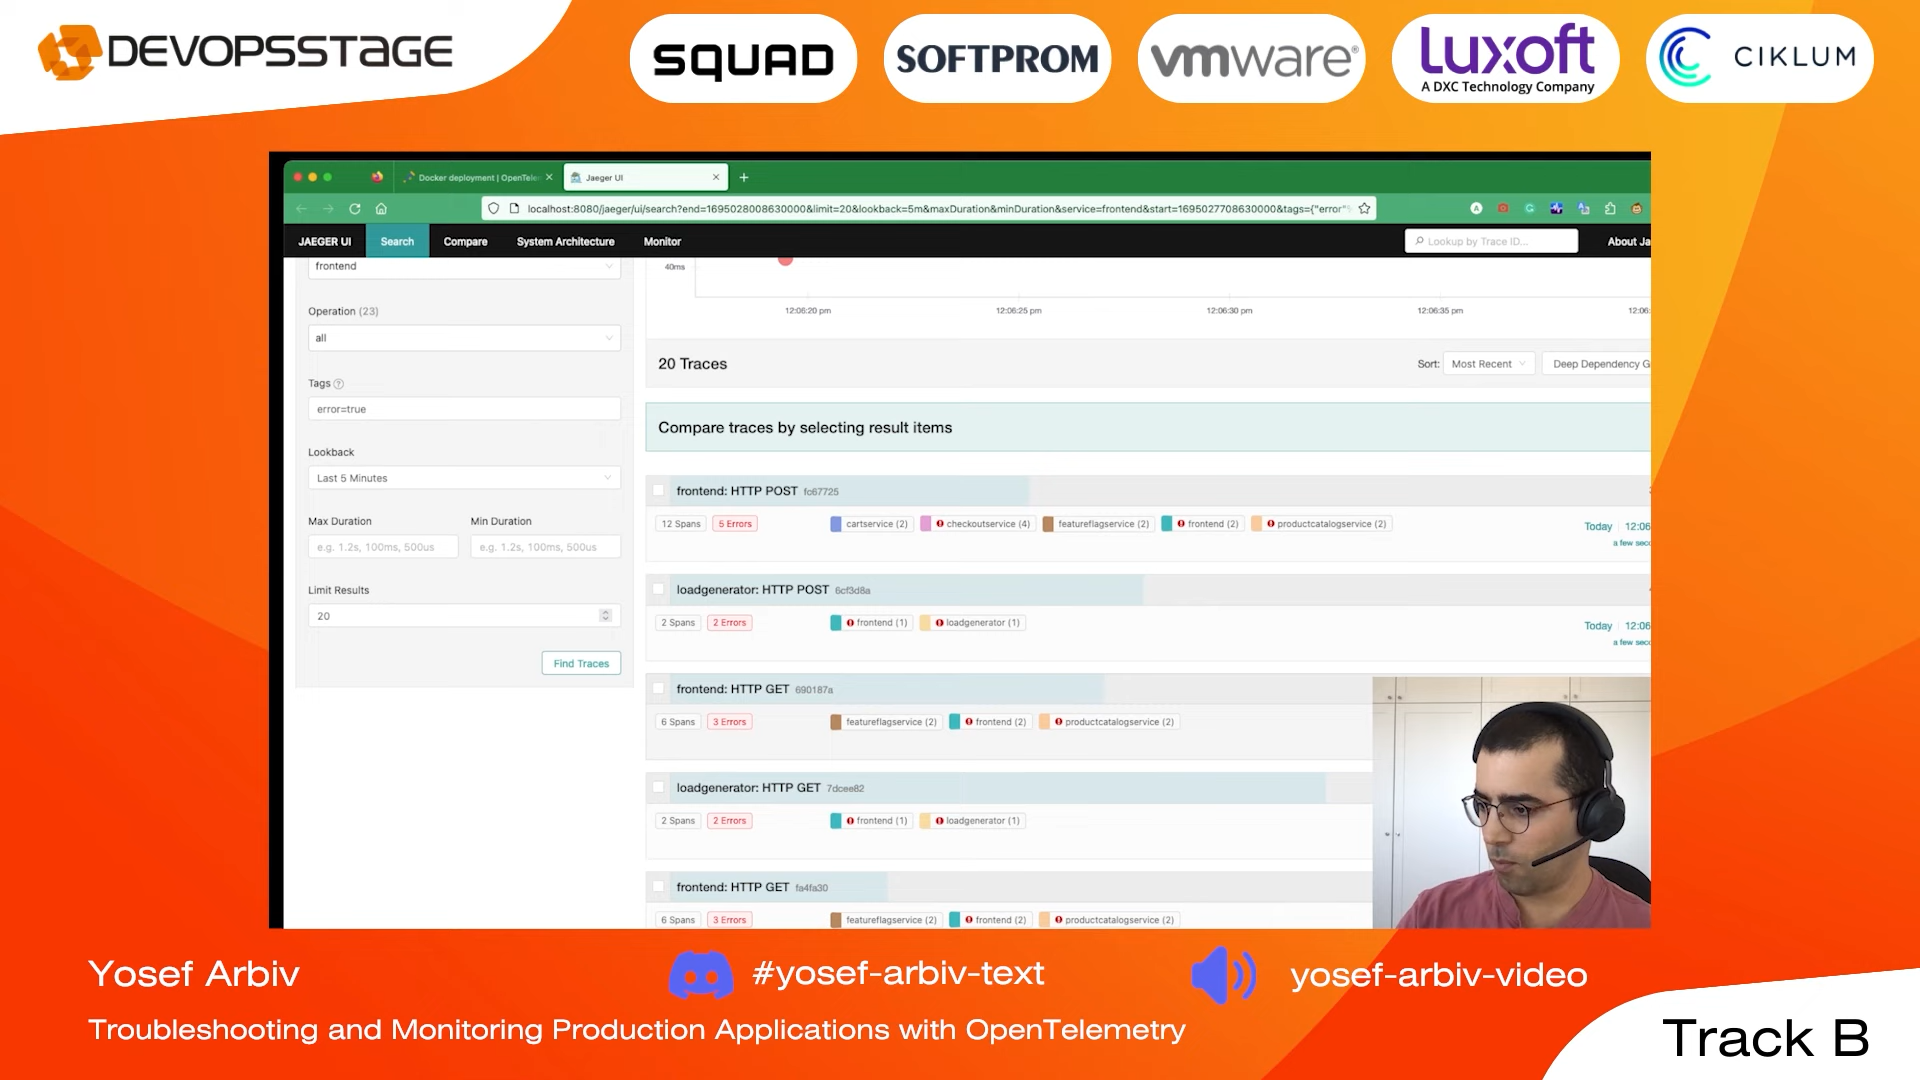 DEVOPSSTAGE
SQUAD
SOFTPROM
vmware®
Luxoft
A DXC Technology Company
CIKLUM
Docker deployment | OpenTele
Jaeger UI
localhost:8080/jaeger/ui/search?end=1695028008630000&limit=20&lookback=5m&maxDuration&minDuration&service=frontend&start=1695027708630000&tags={"error"
JAEGER UI
Search
Compare
System Architecture
Monitor
Lookup by Trace ID...
About Ja
frontend
Operation (23)
all
Tags
error=true
Lookback
Last 5 Minutes
Max Duration
Min Duration
e.g. 1.2s, 100ms, 500us
e.g. 1.2s, 100ms, 500us
Limit Results
20
Find Traces
40ms
12:06:20 pm
12:06:25 pm
12:06:30 pm
12:06:35 pm
12:06:
20 Traces
Sort:
Most Recent
Deep Dependency G
Compare traces by selecting result items
frontend: HTTP POST fc67725
12 Spans
5 Errors
cartservice (2)
checkoutservice (4)
featureflagservice (2)
frontend (2)
productcatalogservice (2)
Today
12:06
a few seco
loadgenerator: HTTP POST 6cf3d8a
2 Spans
2 Errors
frontend (1)
loadgenerator (1)
Today
12:06
a few seco
frontend: HTTP GET 690187a
6 Spans
3 Errors
featureflagservice (2)
frontend (2)
productcatalogservice (2)
loadgenerator: HTTP GET 7dcee82
2 Spans
2 Errors
frontend (1)
loadgenerator (1)
frontend: HTTP GET fa4fa30
6 Spans
3 Errors
featureflagservice (2)
frontend (2)
productcatalogservice (2)
Yosef Arbiv
#yosef-arbiv-text
yosef-arbiv-video
Troubleshooting and Monitoring Production Applications with OpenTelemetry
Track B